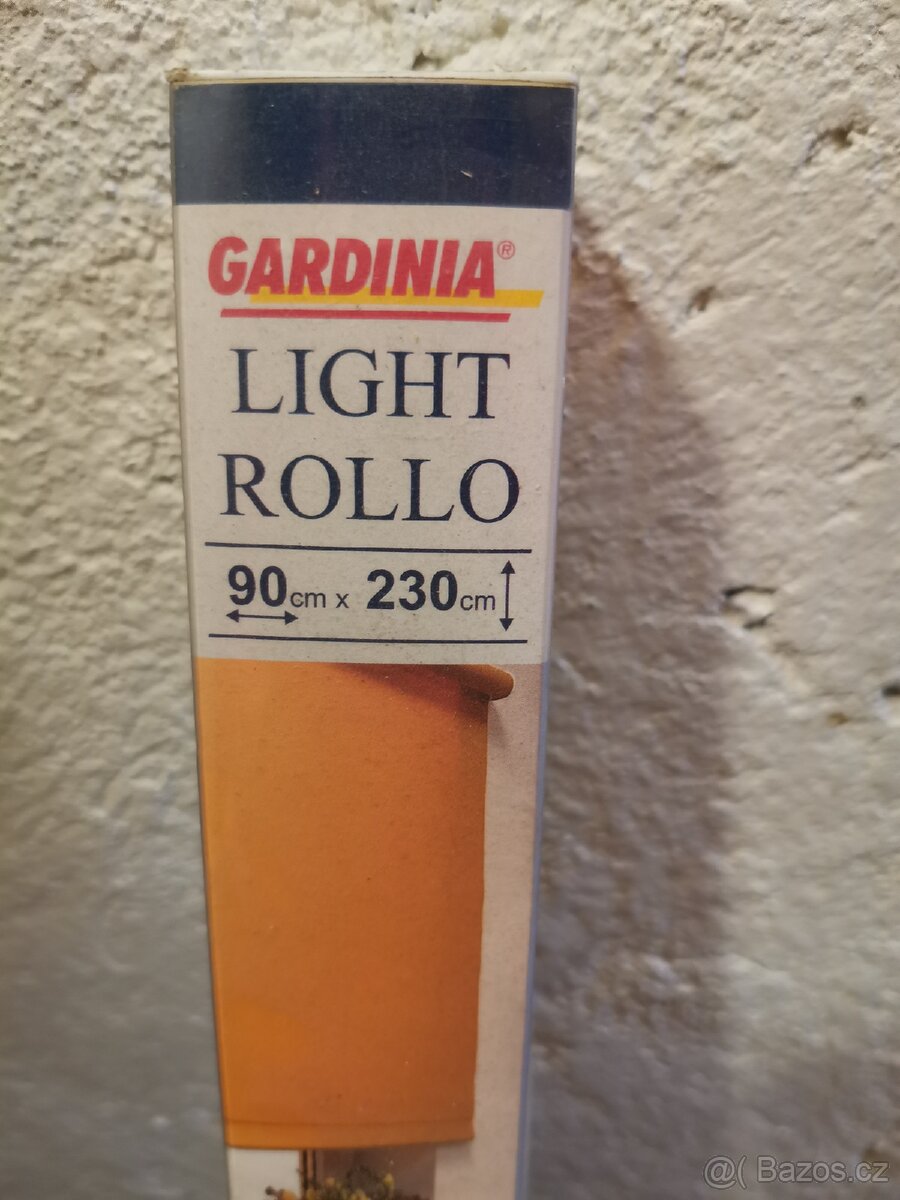 GARDINIA®
LIGHT
ROLLO
90cm x 230cm
@( Bazos.cz